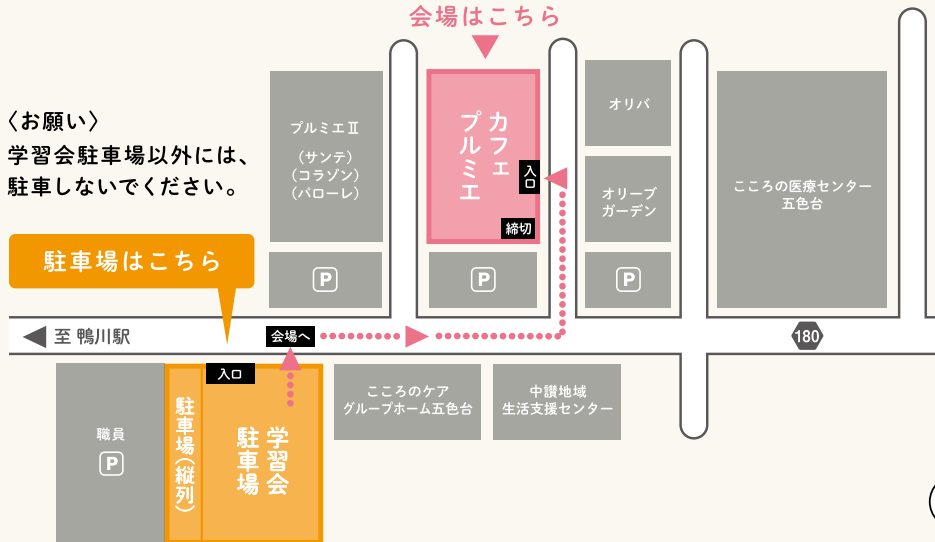 会場はこちら
〈お願い〉
学習会駐車場以外には、
駐車しないでください。
駐車場はこちら
プルミエⅡ
(サンテ)
(コラゾン)
(バローレ)
P
カフェ
プルミエ
入口
締切
P
オリバ
オリーブ
ガーデン
P
こころの医療センター
五色台
至 鴨川駅
会場へ
180
入口
職員
P
駐車場(縦列)
学習会
駐車場
こころのケア
グループホーム五色台
中讃地域
生活支援センター